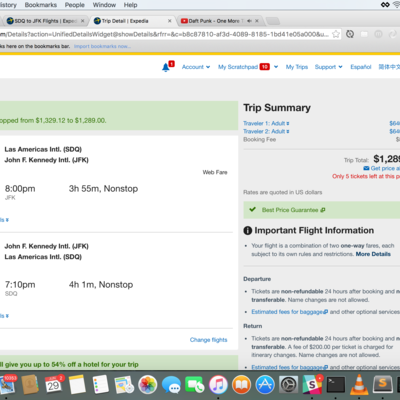 History Bookmarks People Window Help
SDQ to JFK Flights | Exped
Trip Detail | Expedia
Daft Punk - One More T
om/Details?action=UnifiedDetailsWidget@showDetails&frr=&c=b8c87810-af3d-4089-8185-1bd41e05a000&u
ks here on the bookmarks bar. Import bookmarks now...
1 Account My Scratchpad 10 My Trips Support Español 简体中文
opped from $1,329.12 to $1,289.00.
Las Americas Intl. (SDQ)
John F. Kennedy Intl. (JFK)
Web Fare
8:00pm 3h 55m, Nonstop
JFK
ls
John F. Kennedy Intl. (JFK)
Las Americas Intl. (SDQ)
7:10pm 4h 1m, Nonstop
SDQ
ls
Change flights
ll give you up to 54% off a hotel for your trip
Trip Summary
Traveler 1: Adult
Traveler 2: Adult
Booking Fee
Trip Total: $1,289
Get price al
Only 5 tickets left at this p
Rates are quoted in US dollars
Best Price Guarantee
Important Flight Information
• Your flight is a combination of two one-way fares, each
subject to its own rules and restrictions. More Details
Departure
• Tickets are non-refundable 24 hours after booking and n
transferable. Name changes are not allowed.
• Estimated fees for baggage and other optional services
Return
• Tickets are non-refundable 24 hours after booking and n
transferable. A fee of $200.00 per ticket is charged for
itinerary changes. Name changes are not allowed.
• Estimated fees for baggage and other optional services
29